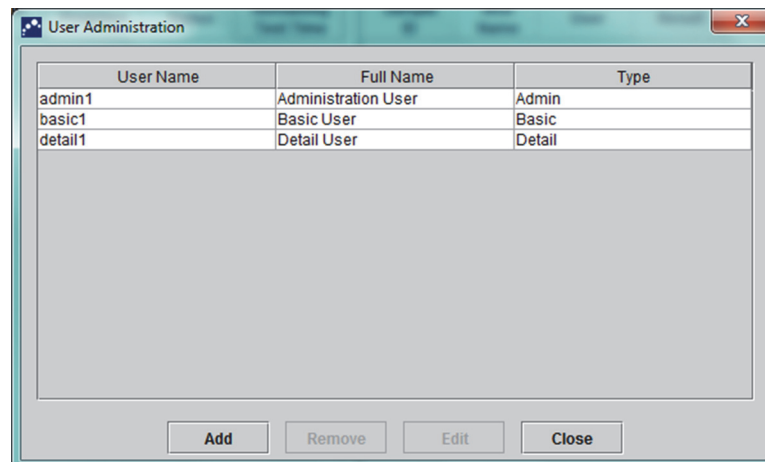 User Administration
User Name Full Name Type
admin1 Administration User Admin
basic1 Basic User Basic
detail1 Detail User Detail
Add Remove Edit Close